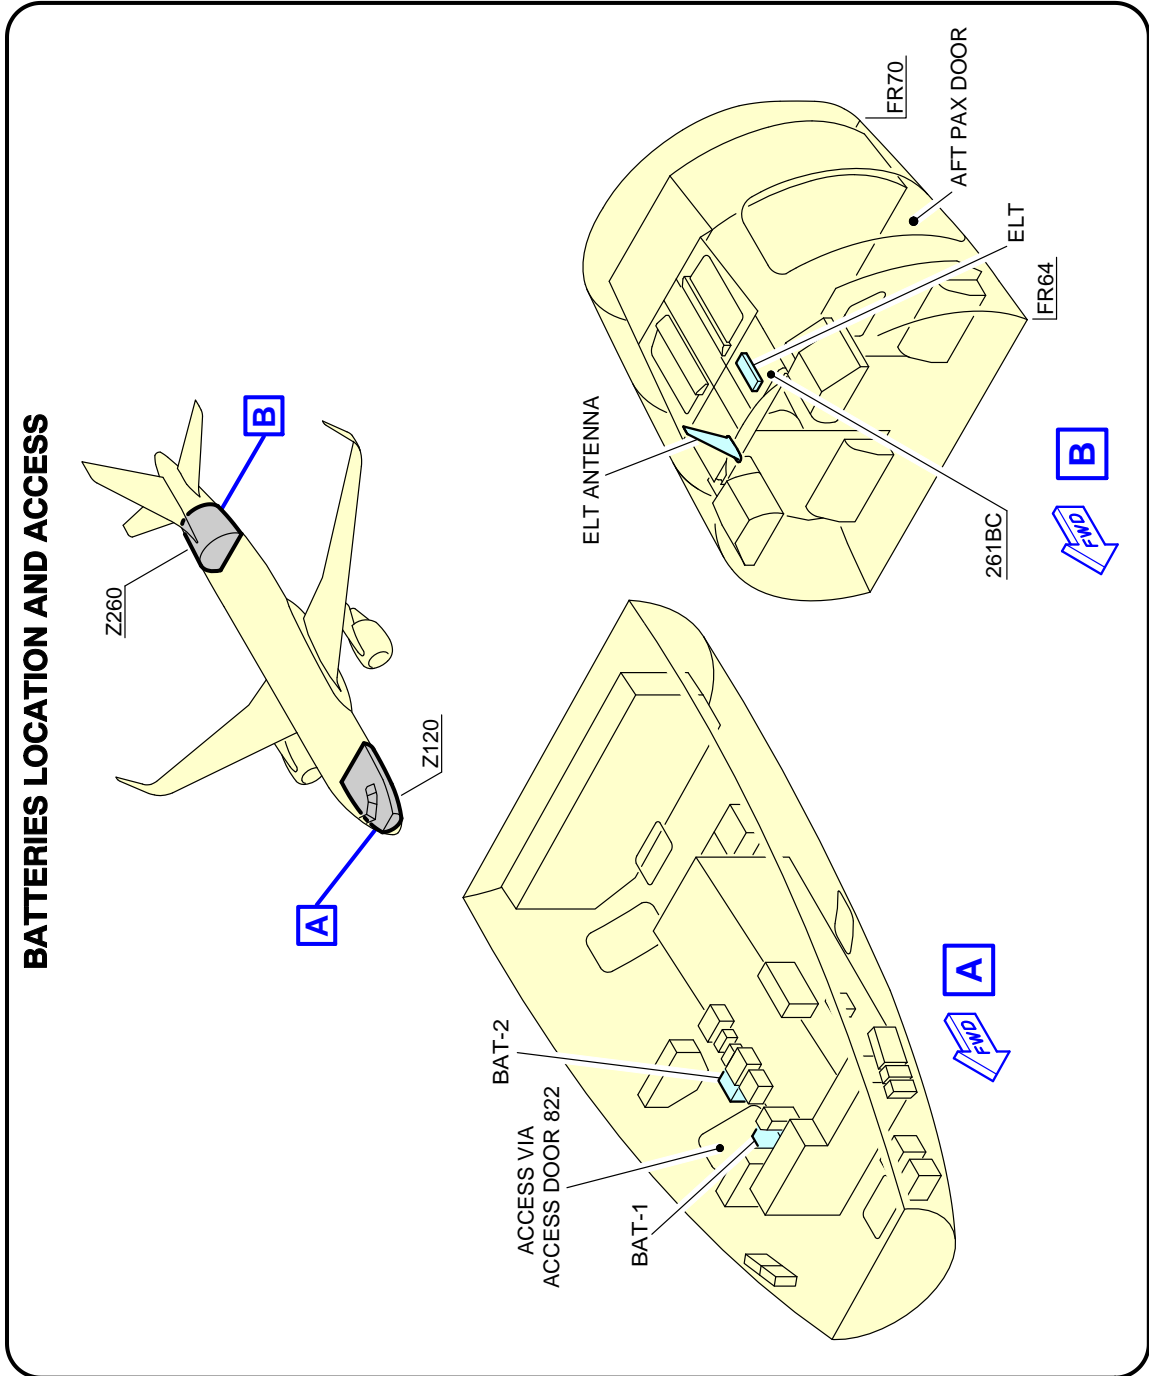 BATTERIES LOCATION AND ACCESS
Z260
B
A
Z120
ACCESS VIA
ACCESS DOOR 822
BAT-2
BAT-1
FWD
A
ELT ANTENNA
261BC
FR70
AFT PAX DOOR
ELT
FR64
FWD
B